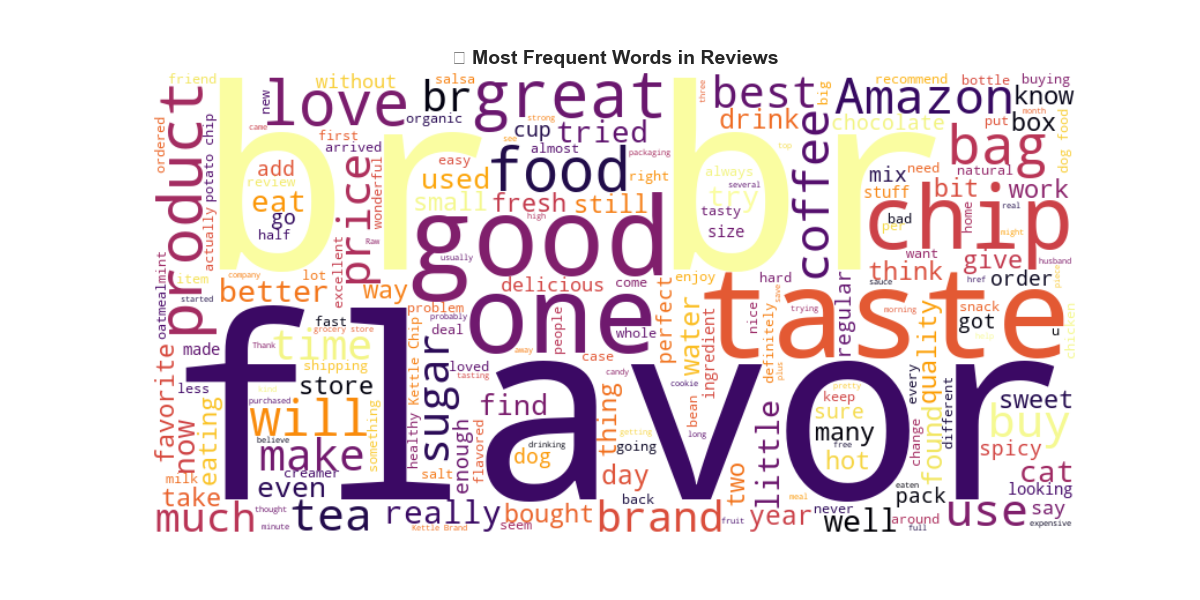 Most Frequent Words in Reviews
friend
without
salsa
three
big
recommend
bottle
buying
new
love
br
great
best
Amazon
know
organic
strong
drink
chocolate
put
box
month
came
first
cup
tried
see
top
dog food
ordered
product
potato chip
br br
arrived
almost
packaging
coffee
bag
add
price
wonderful
easy
food
right
always
several
try
mix
need
natural
review
used
stuff
bit
work
actually
eat
small
fresh
still
tasty
per
chip
go
half
good
high
size
bad
home
real
might
Raw
usually
want
give
husband
mint
oatmeal
item
company
lot
excellent
delicious
come
enjoy
hard
think
href
order
piece
better
way
one
taste
sauce
snack
started
problem
perfect
water
nice
save
trying
morning
regular
got
u
chicken
fast
grocery store
probably
deal
people
whole
definitely
quality
time
Thank
flavor
made
shipping
Kettle Chip
loved
away
case
ingredient
favorite
less
kind
store
sugar
tasting
candy
cookie
plus
pretty
every
different
sweet
purchased
will
something
find
thing
bean
long
keep
sure
found
buy
now
eating
believe
healthy
enough
flavored
drinking
getting
going
many
free
change
spicy
make
dog
little
hot
milk
creamer
salt
day
two
eaten
cat
looking
take
even
back
meal
pack
much
thought
minute
tea
really
Kettle Brand
bought
seem
brand
fruit
year
never
well
around
full
use
say
expensive